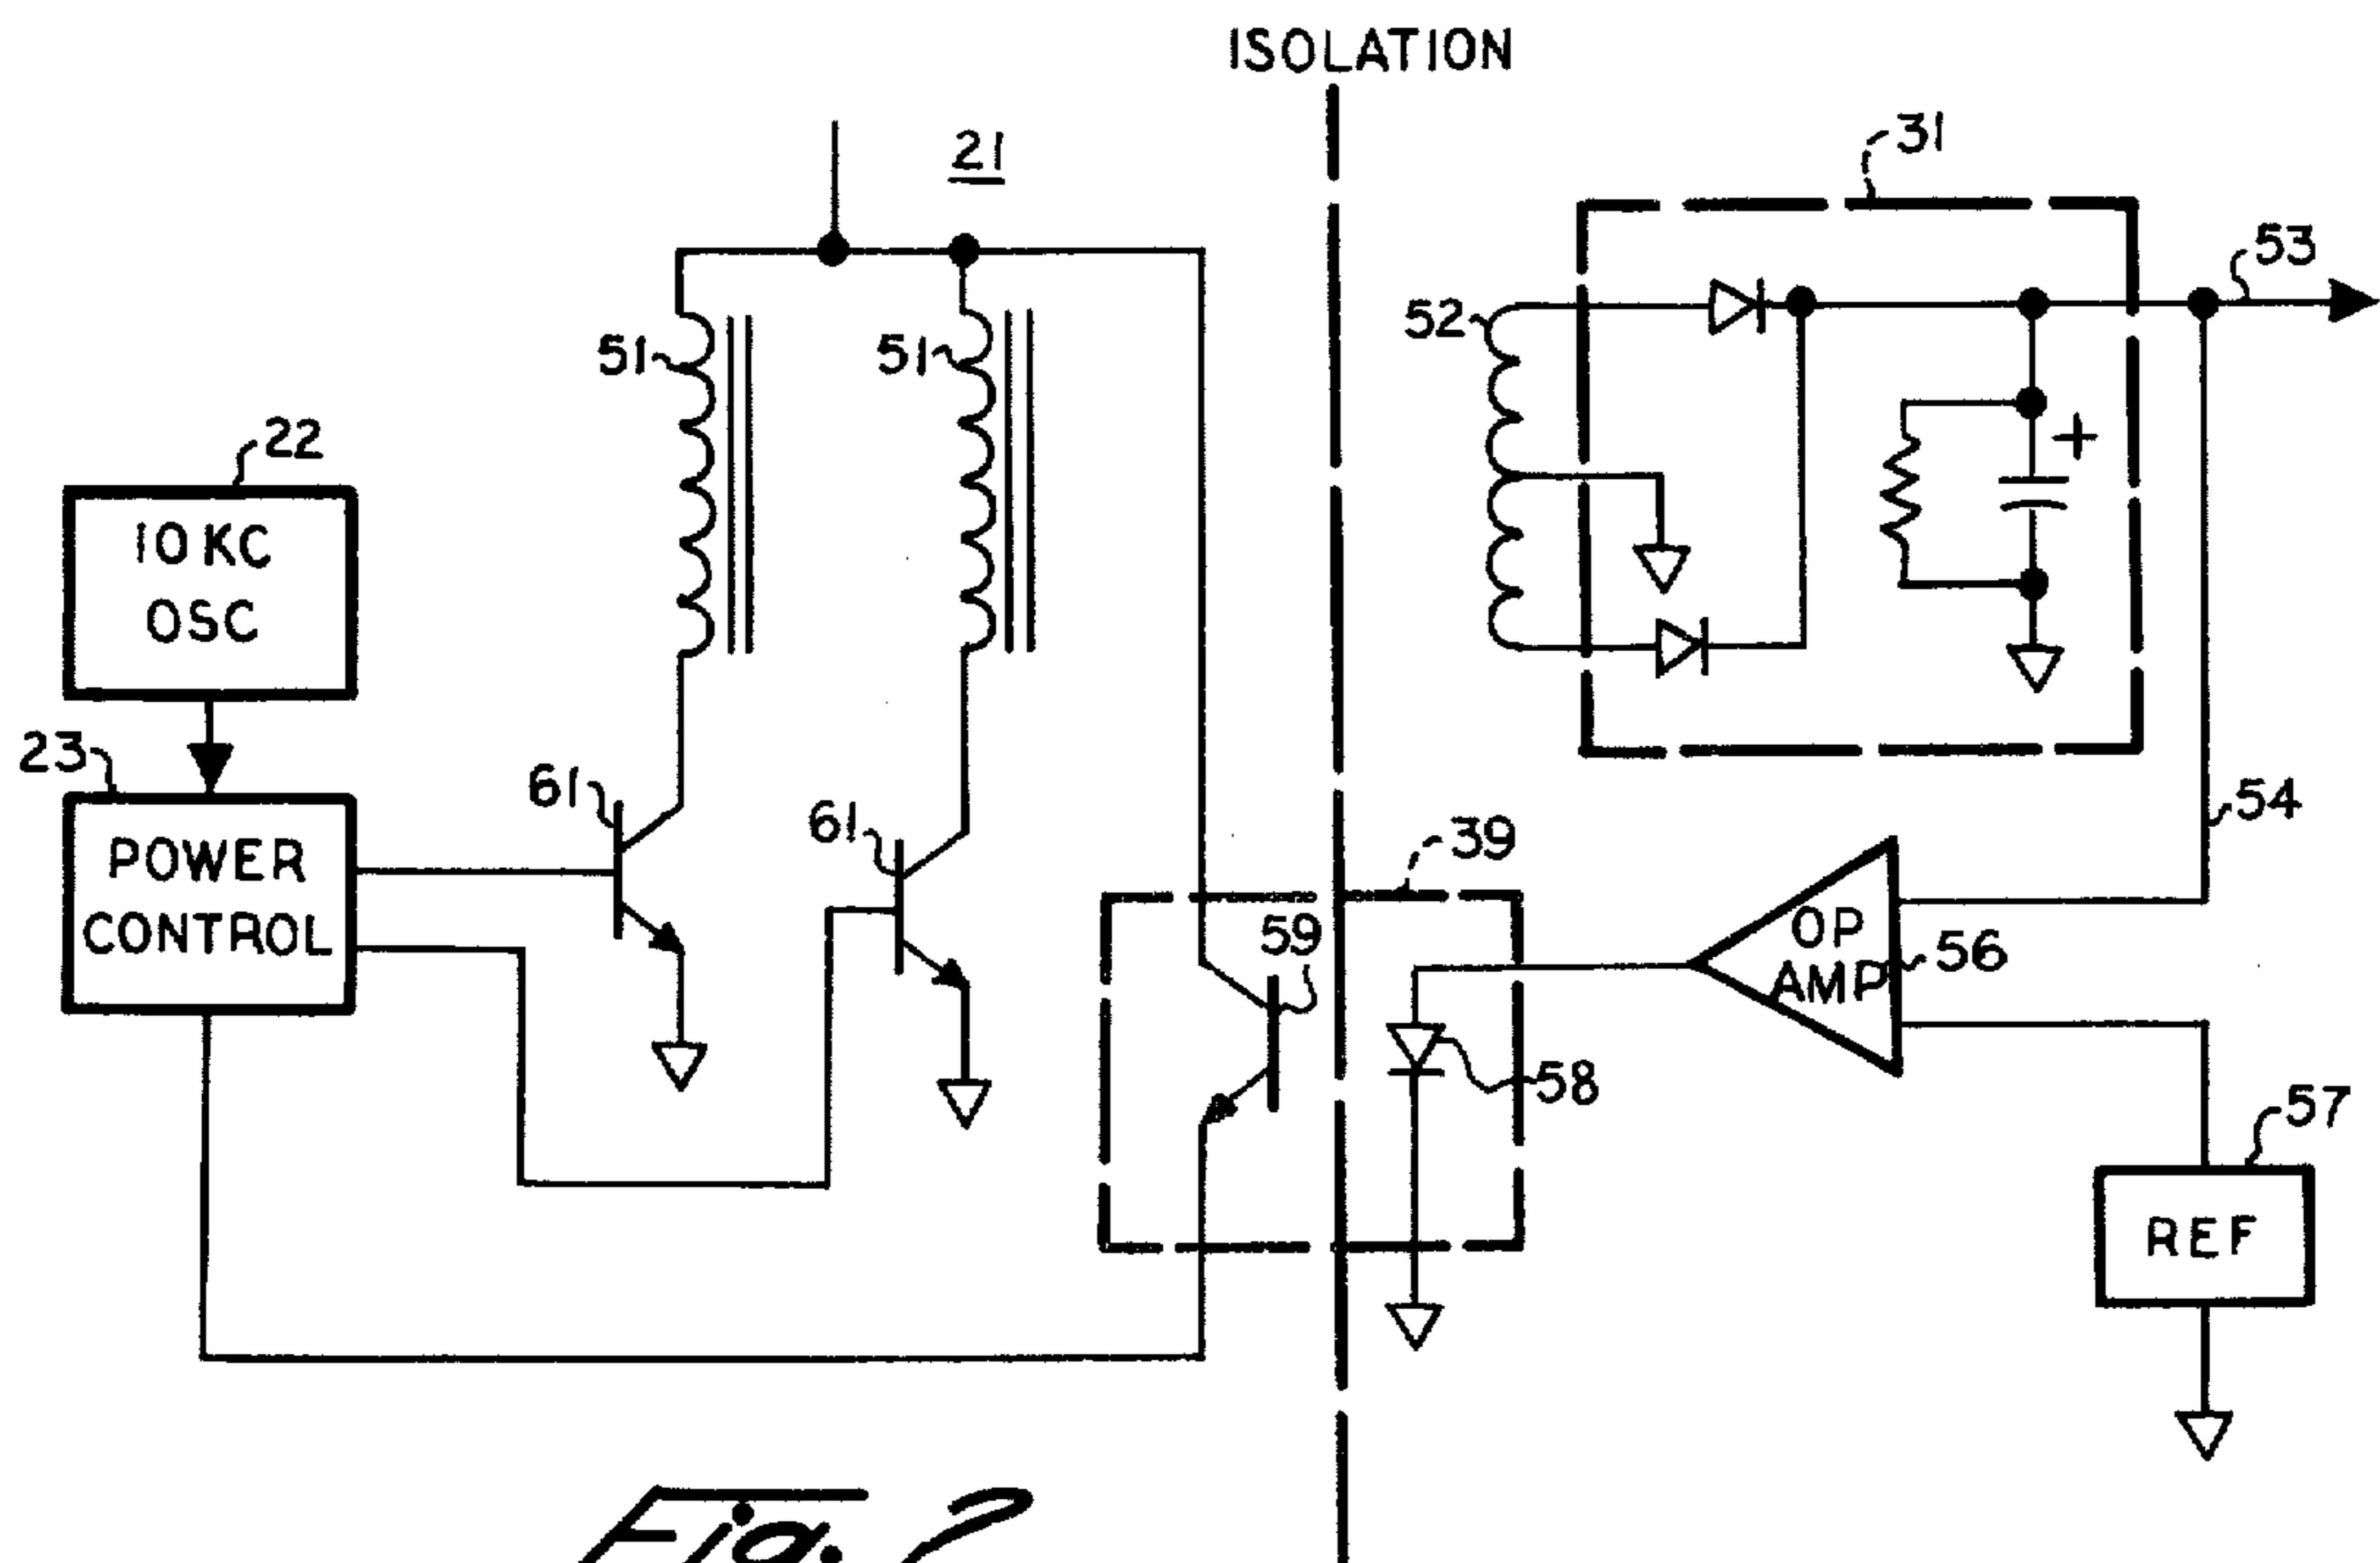 ISOLATION
21
31
53
52
51
51
22
+
10 KC
OSC
23
61
61
54
39
POWER
CONTROL
59
OP
AMP
56
58
57
REF
Fig. 2